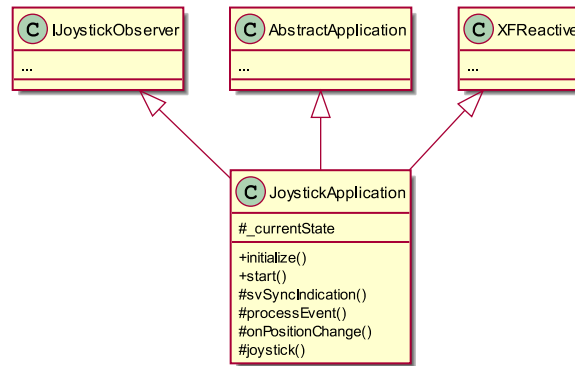 C IJoystickObserver
...
C AbstractApplication
...
C XFReactive
...
C JoystickApplication
#_currentState
+initialize()
+start()
#svSyncIndication()
#processEvent()
#onPositionChange()
#joystick()